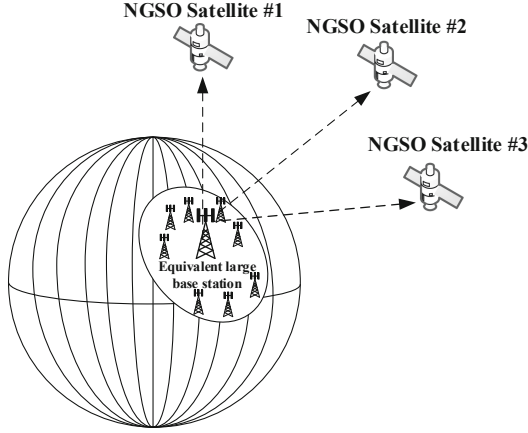 NGSO Satellite #1
NGSO Satellite #2
NGSO Satellite #3
Equivalent large
base station